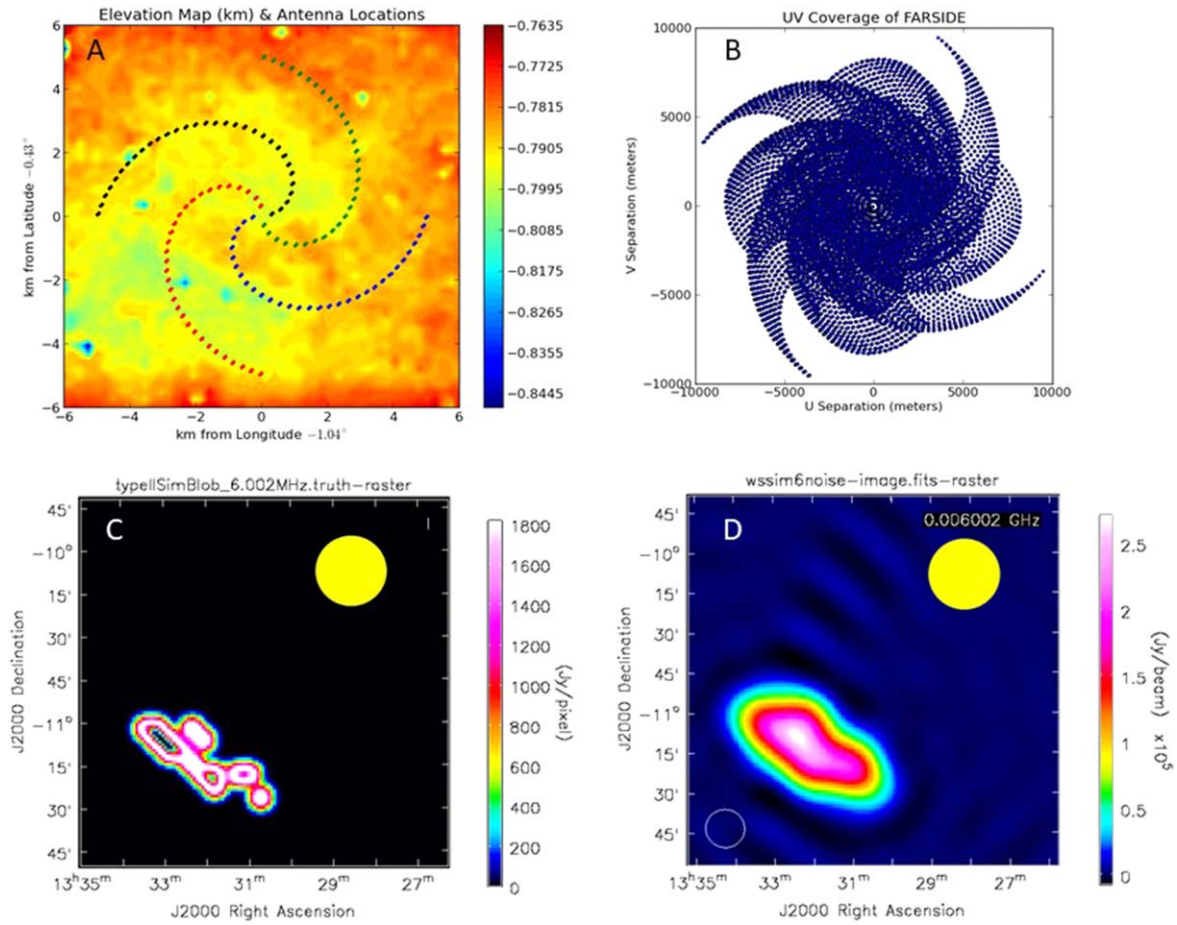 Elevation Map (km) & Antenna Locations
A
6
4
2
0
−2
−4
−6
−6 −4 −2 0 2 4 6
km from Latitude −0.43°
km from Longitude −1.04°
−0.7635
−0.7725
−0.7815
−0.7905
−0.7995
−0.8085
−0.8175
−0.8265
−0.8355
−0.8445
UV Coverage of FARSIDE
B
10000
5000
0
−5000
−10000
−10000 −5000 0 5000 10000
V Separation (meters)
U Separation (meters)
typeIISimBlob_6.002MHz.truth−raster
C
I
45'
−10°
15'
30'
45'
−11°
15'
30'
45'
13ʰ35ᵐ 33ᵐ 31ᵐ 29ᵐ 27ᵐ
J2000 Declination
J2000 Right Ascension
1800
1600
1400
1200
1000
800
600
400
200
0
(Jy/pixel)
wssim6noise−image.fits−raster
D
0.006002 GHz
45'
−10°
15'
30'
45'
−11°
15'
30'
45'
13ʰ35ᵐ 33ᵐ 31ᵐ 29ᵐ 27ᵐ
J2000 Declination
J2000 Right Ascension
2.5
2
1.5
1
0.5
0
(Jy/beam) x10⁵